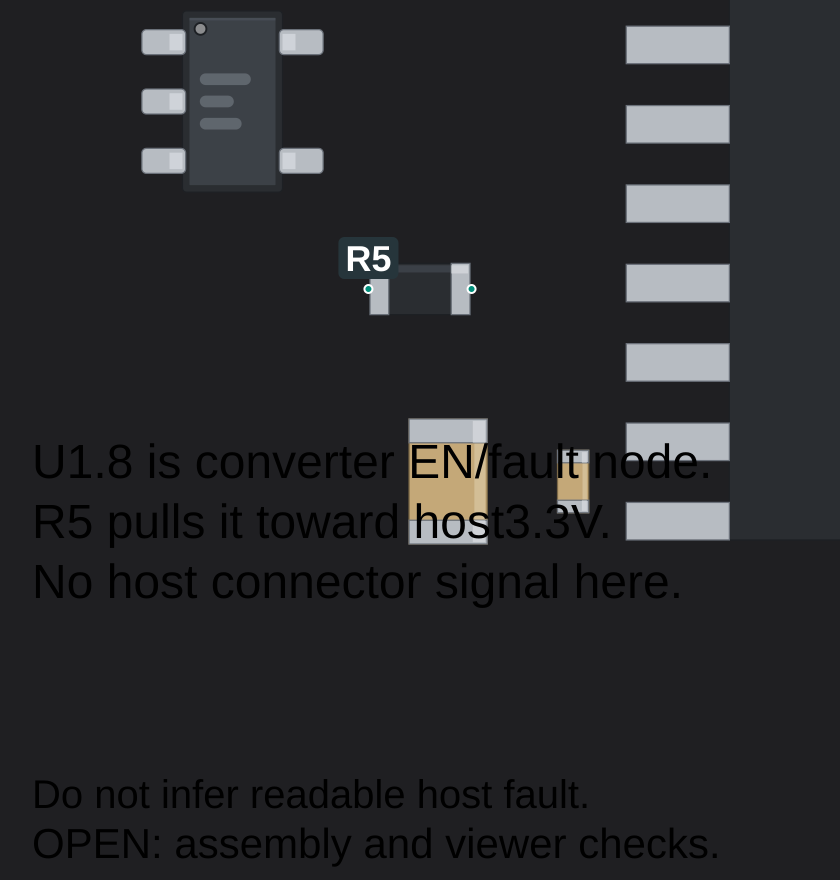 R5
U1.8 is converter EN/fault node.
R5 pulls it toward host3.3V.
No host connector signal here.
Do not infer readable host fault.
OPEN: assembly and viewer checks.